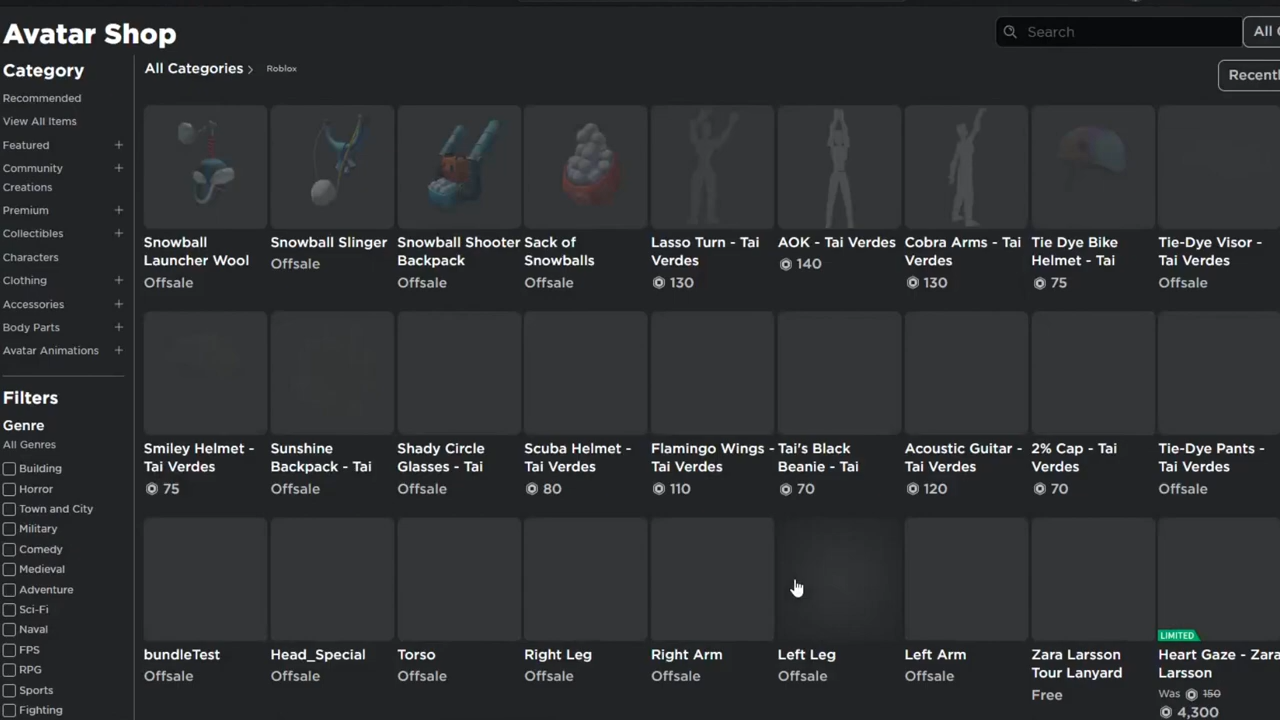 Avatar Shop
Search
All
Category
All Categories > Roblox
Recently
Recommended
View All Items
Featured +
Community +
Creations
Premium +
Collectibles +
Characters
Clothing +
Accessories +
Body Parts +
Avatar Animations +
Filters
Genre
All Genres
Building
Horror
Town and City
Military
Comedy
Medieval
Adventure
Sci-Fi
Naval
FPS
RPG
Sports
Fighting
Snowball
Launcher Wool
Offsale
Snowball Slinger
Offsale
Snowball Shooter
Backpack
Offsale
Sack of
Snowballs
Offsale
Lasso Turn - Tai
Verdes
130
AOK - Tai Verdes
140
Cobra Arms - Tai
Verdes
130
Tie Dye Bike
Helmet - Tai
75
Tie-Dye Visor -
Tai Verdes
Offsale
Smiley Helmet -
Tai Verdes
75
Sunshine
Backpack - Tai
Offsale
Shady Circle
Glasses - Tai
Offsale
Scuba Helmet -
Tai Verdes
80
Flamingo Wings -
Tai Verdes
110
Tai's Black
Beanie - Tai
70
Acoustic Guitar -
Tai Verdes
120
2% Cap - Tai
Verdes
70
Tie-Dye Pants -
Tai Verdes
Offsale
bundleTest
Offsale
Head_Special
Offsale
Torso
Offsale
Right Leg
Offsale
Right Arm
Offsale
Left Leg
Offsale
Left Arm
Offsale
Zara Larsson
Tour Lanyard
Free
LIMITED
Heart Gaze - Zara
Larsson
Was 150
4,300